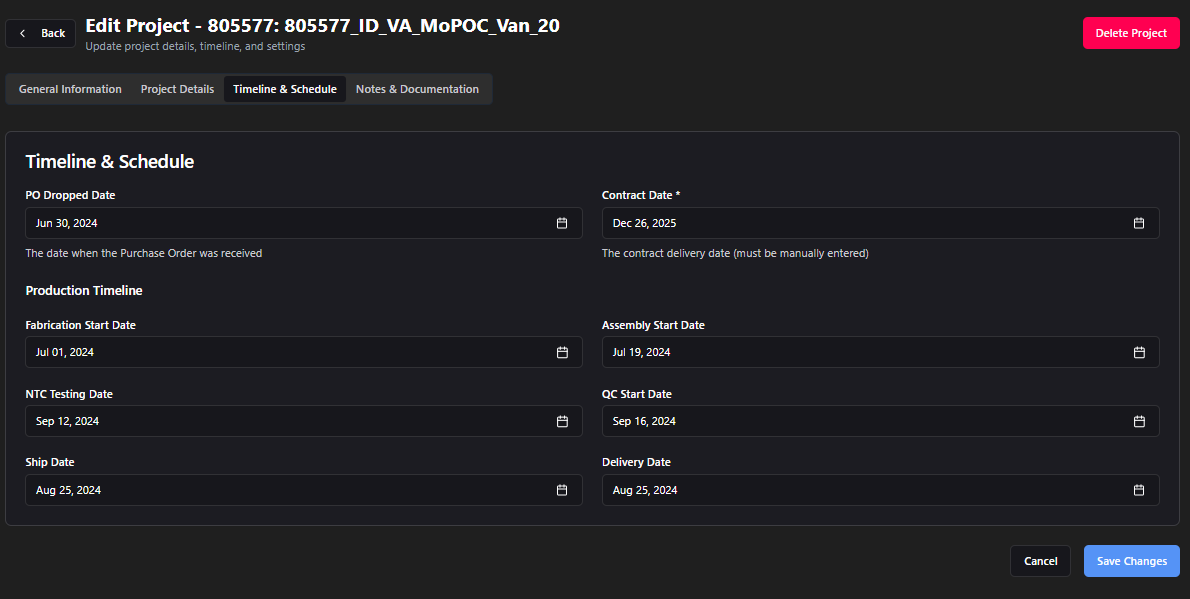 Back
Edit Project - 805577: 805577_ID_VA_MoPOC_Van_20
Update project details, timeline, and settings
Delete Project
General Information
Project Details
Timeline & Schedule
Notes & Documentation
Timeline & Schedule
PO Dropped Date
Jun 30, 2024
The date when the Purchase Order was received
Contract Date *
Dec 26, 2025
The contract delivery date (must be manually entered)
Production Timeline
Fabrication Start Date
Jul 01, 2024
Assembly Start Date
Jul 19, 2024
NTC Testing Date
Sep 12, 2024
QC Start Date
Sep 16, 2024
Ship Date
Aug 25, 2024
Delivery Date
Aug 25, 2024
Cancel
Save Changes